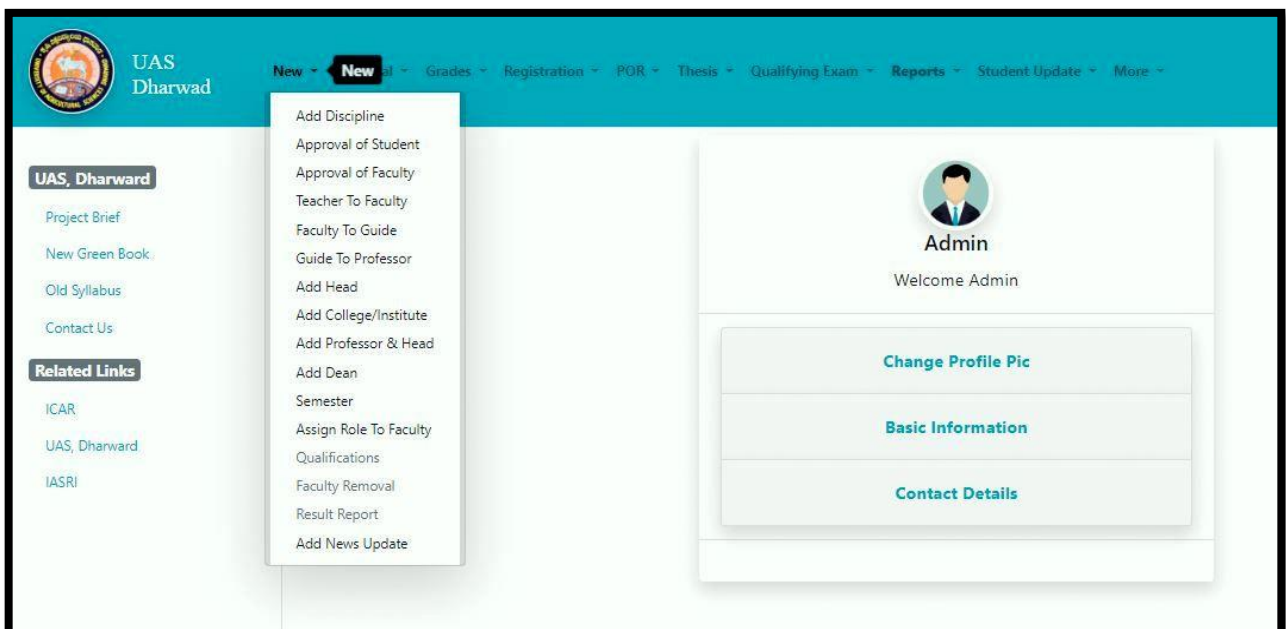 UAS
Dharwad
New New al Grades Registration POR Thesis Qualifying Exam Reports Student Update More
Add Discipline
Approval of Student
Approval of Faculty
Teacher To Faculty
Faculty To Guide
Guide To Professor
Add Head
Add College/Institute
Add Professor & Head
Add Dean
Semester
Assign Role To Faculty
Qualifications
Faculty Removal
Result Report
Add News Update
UAS, Dharward
Project Brief
New Green Book
Old Syllabus
Contact Us
Related Links
ICAR
UAS, Dharward
IASRI
Admin
Welcome Admin
Change Profile Pic
Basic Information
Contact Details